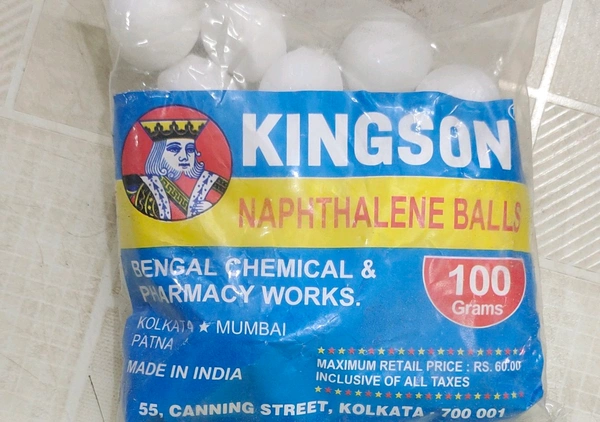 KINGSON
NAPHTHALENE BALLS
BENGAL CHEMICAL &
PHARMACY WORKS.
100
Grams
KOLKATA ★ MUMBAI
PATNA
MADE IN INDIA
MAXIMUM RETAIL PRICE : RS. 60.00
INCLUSIVE OF ALL TAXES
55, CANNING STREET, KOLKATA - 700 001